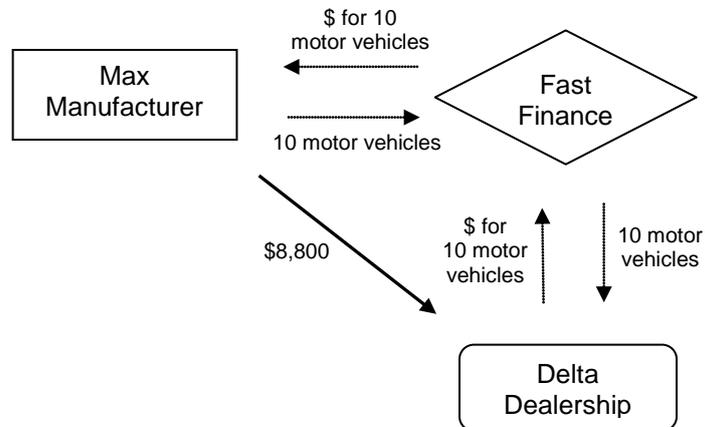 $ for 10
motor vehicles
Max
Manufacturer
Fast
Finance
10 motor vehicles
$8,800
$ for
10 motor
vehicles
10 motor
vehicles
Delta
Dealership